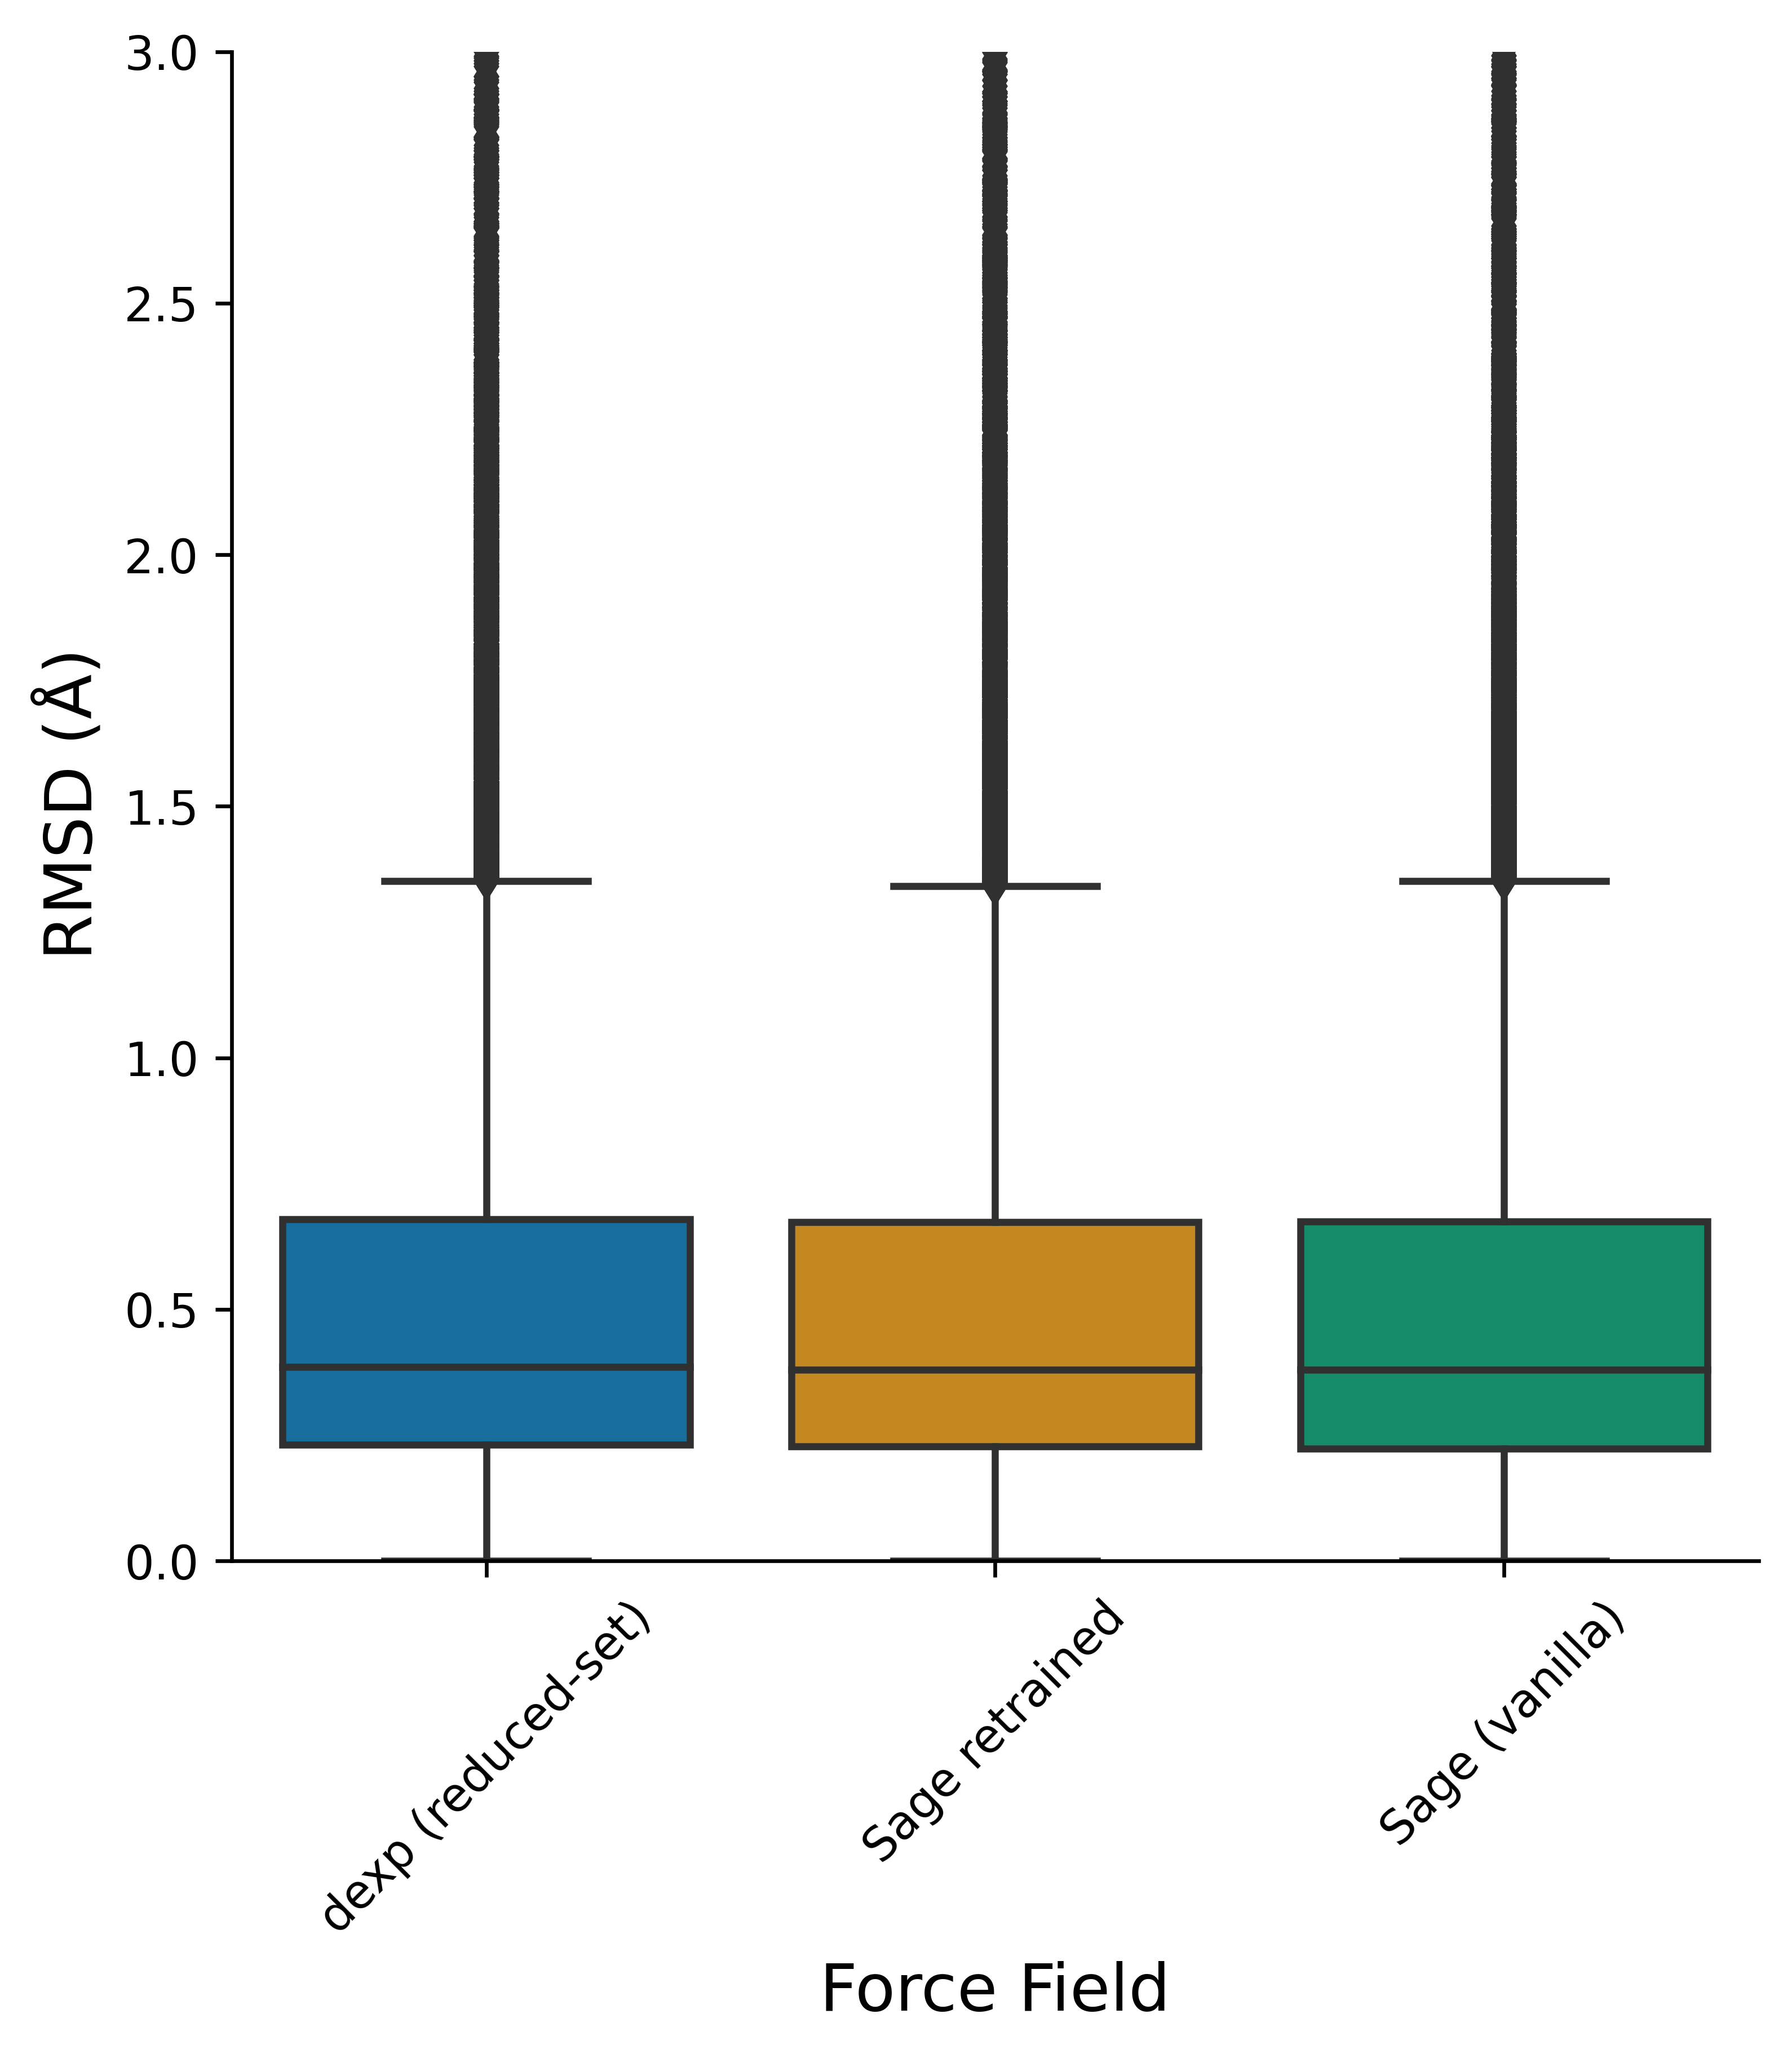 3.0
2.5
2.0
1.5
1.0
0.5
0.0
RMSD (Å)
dexp (reduced-set)
Sage retrained
Sage (vanilla)
Force Field